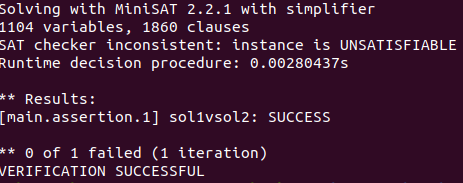 Solving with MiniSAT 2.2.1 with simplifier
1104 variables, 1860 clauses
SAT checker inconsistent: instance is UNSATISFIABLE
Runtime decision procedure: 0.00280437s
** Results:
[main.assertion.1] sol1vsol2: SUCCESS
** 0 of 1 failed (1 iteration)
VERIFICATION SUCCESSFUL